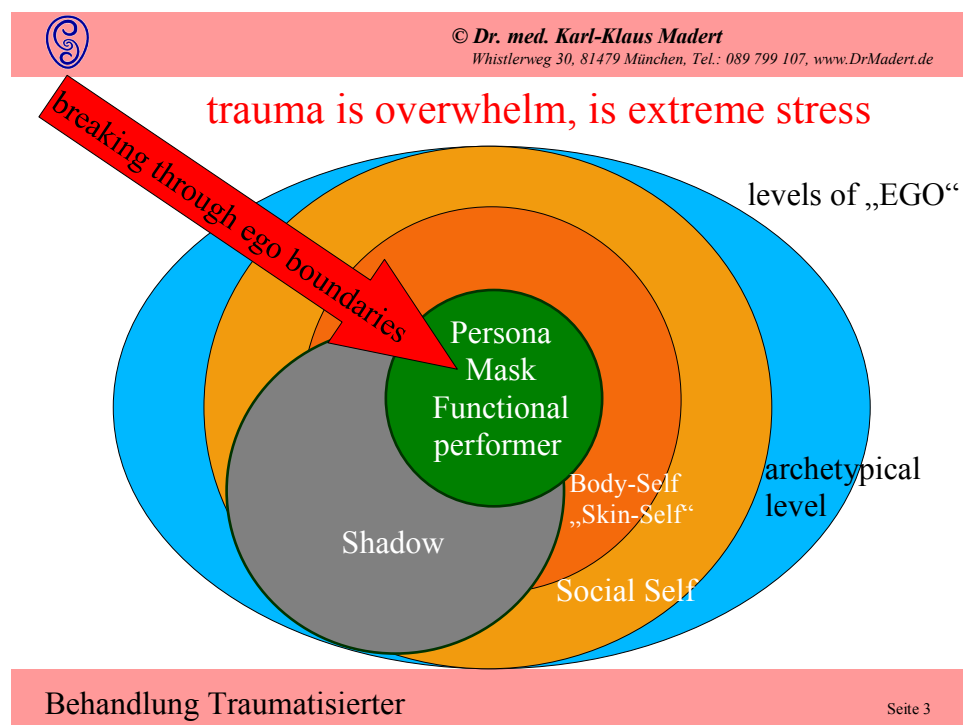 © Dr. med. Karl-Klaus Madert
Whistlerweg 30, 81479 München, Tel.: 089 799 107, www.DrMadert.de
trauma is overwhelm, is extreme stress
breaking through ego boundaries
levels of „EGO“
Persona
Mask
Functional
performer
archetypical
level
Body-Self
„Skin-Self“
Shadow
Social Self
Behandlung Traumatisierter
Seite 3